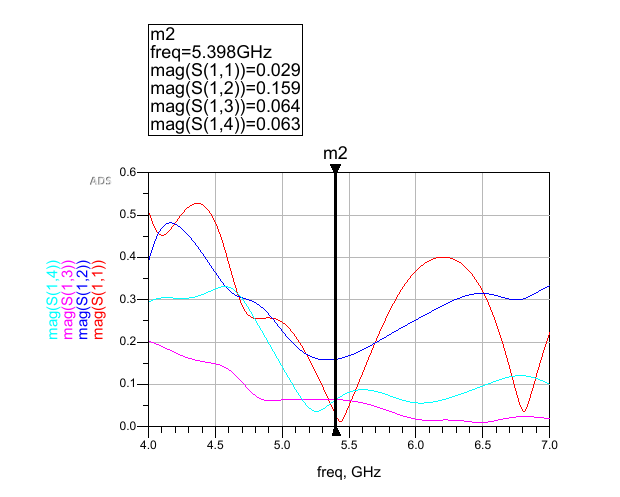 m2
freq=5.398GHz
mag(S(1,1))=0.029
mag(S(1,2))=0.159
mag(S(1,3))=0.064
mag(S(1,4))=0.063
m2
ADS
0.6
0.5
0.4
0.3
0.2
0.1
0.0
mag(S(1,4))
mag(S(1,3))
mag(S(1,2))
mag(S(1,1))
4.0 4.5 5.0 5.5 6.0 6.5 7.0
freq, GHz